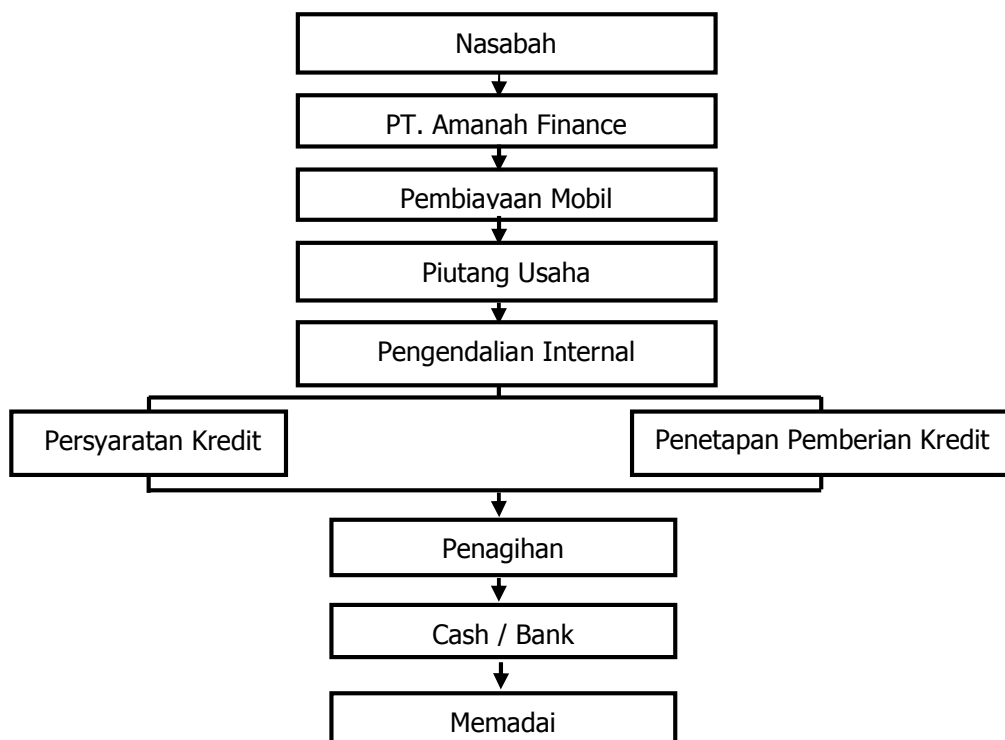 Nasabah
PT. Amanah Finance
Pembiayaan Mobil
Piutang Usaha
Pengendalian Internal
Persyaratan Kredit
Penetapan Pemberian Kredit
Penagihan
Cash / Bank
Memadai